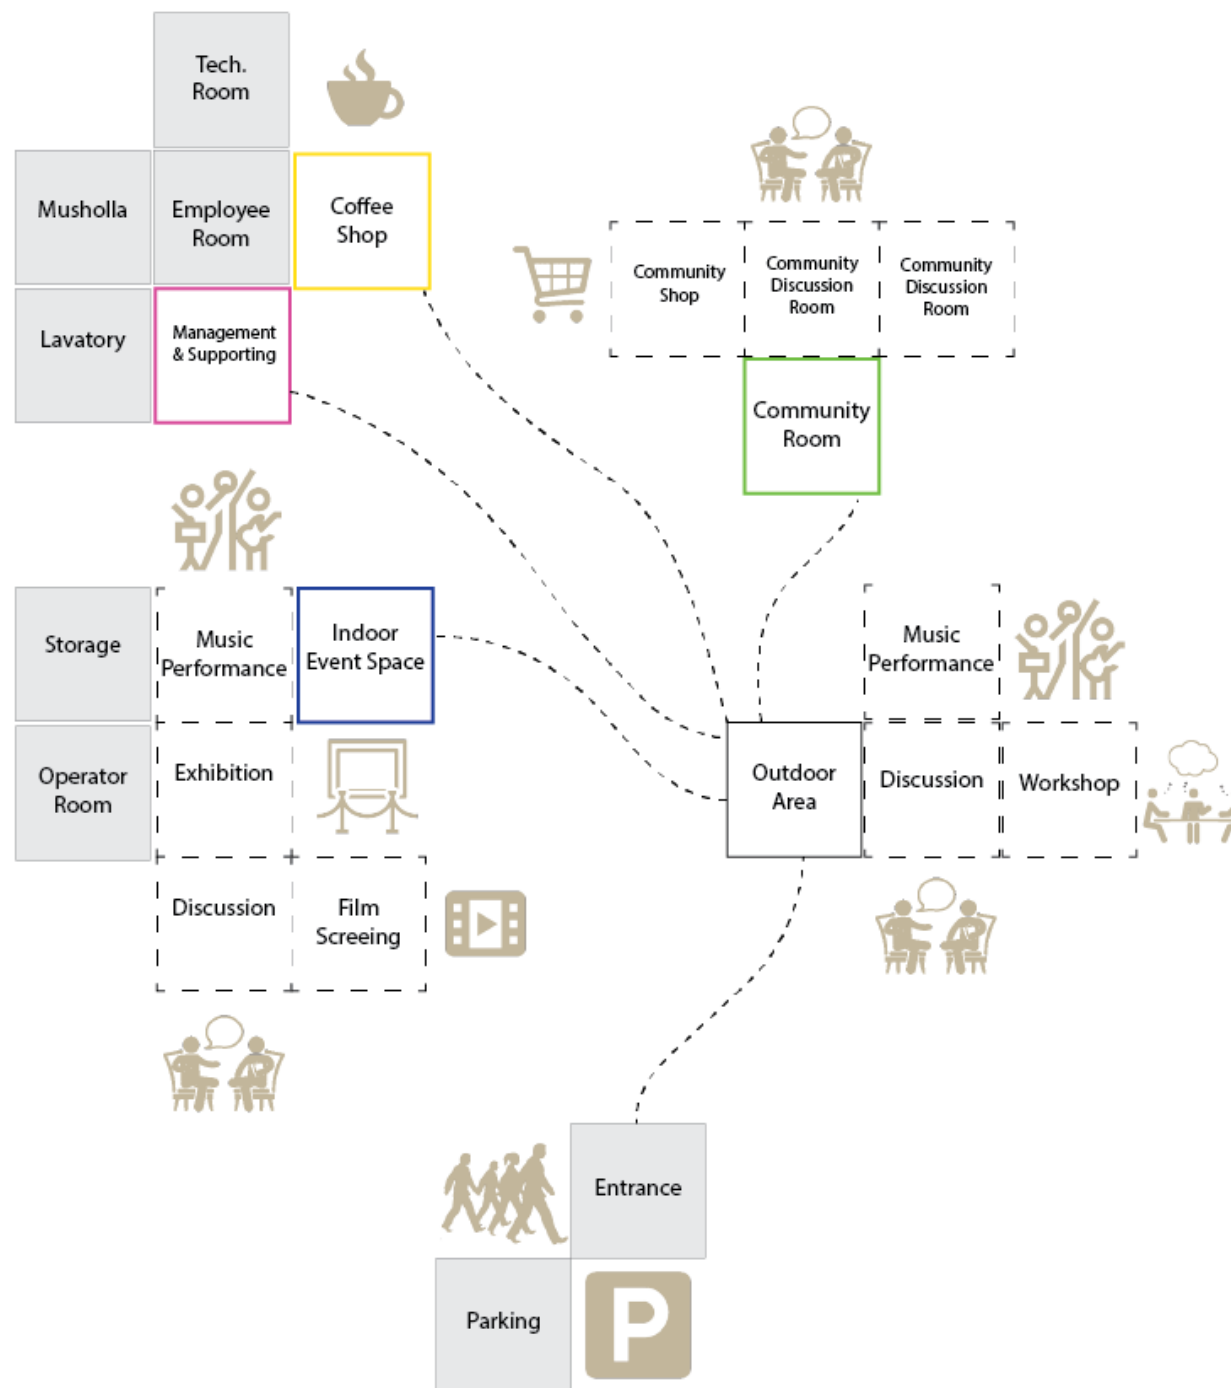 Tech.
Room
Musholla
Employee
Room
Coffee
Shop
Lavatory
Management
& Supporting
Community
Shop
Community
Discussion
Room
Community
Discussion
Room
Community
Room
Storage
Music
Performance
Indoor
Event Space
Music
Performance
Operator
Room
Exhibition
Outdoor
Area
Discussion
Workshop
Discussion
Film
Screeing
Entrance
Parking
P